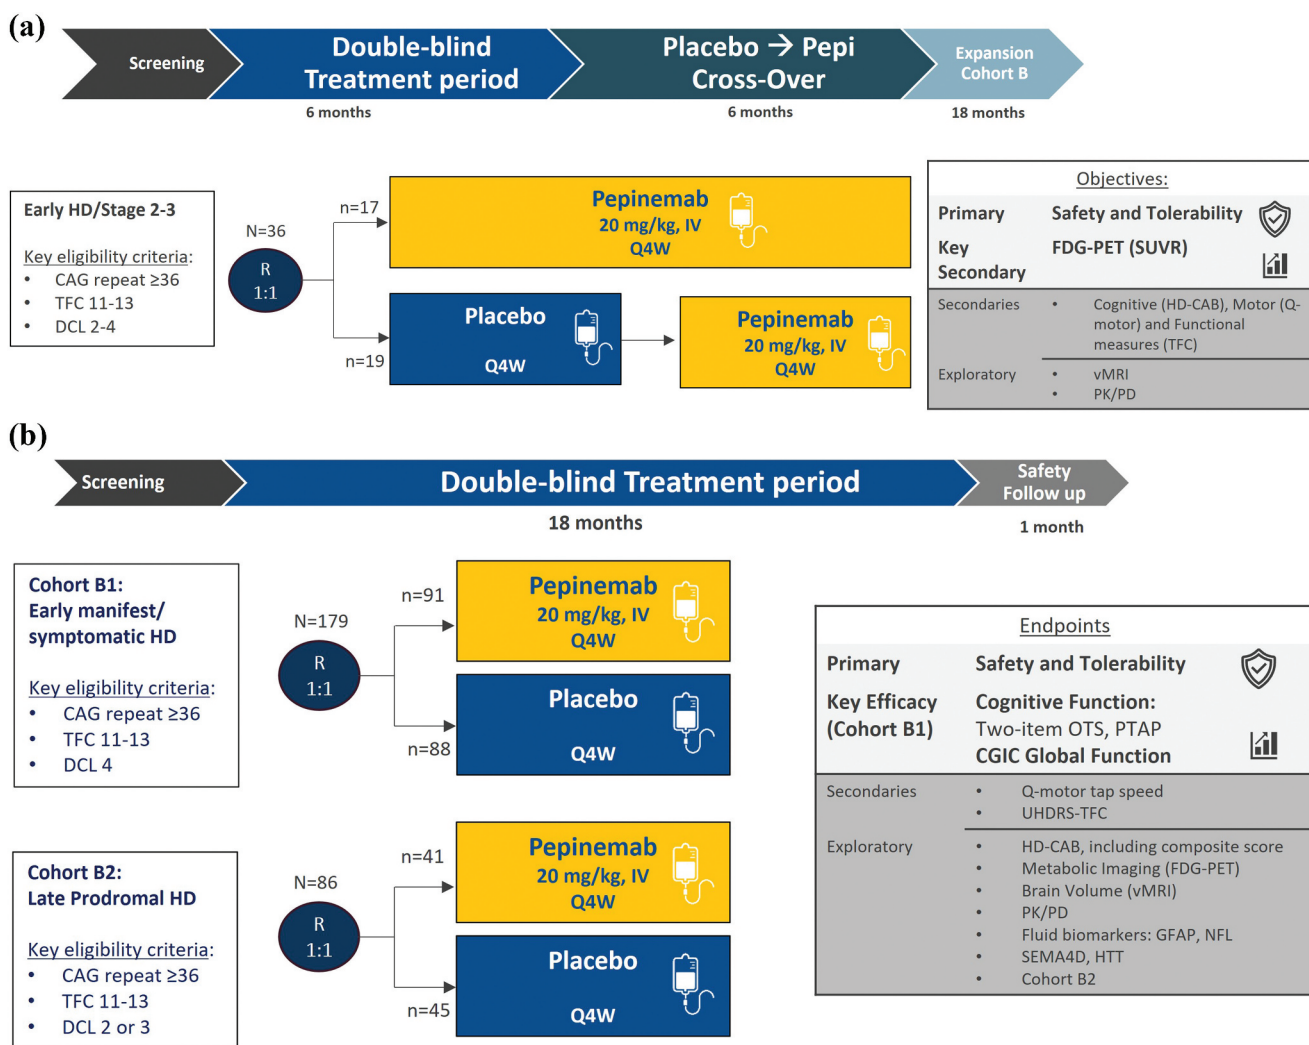 (a)
Screening
Double-blind
Treatment period
Placebo → Pepi
Cross-Over
Expansion
Cohort B
6 months
6 months
18 months
Early HD/Stage 2-3
Key eligibility criteria:
• CAG repeat ≥36
• TFC 11-13
• DCL 2-4
N=36
R
1:1
n=17
Pepinemab
20 mg/kg, IV
Q4W
n=19
Placebo
Q4W
Pepinemab
20 mg/kg, IV
Q4W
Objectives:
Primary Safety and Tolerability
Key FDG-PET (SUVR)
Secondary
Secondaries • Cognitive (HD-CAB), Motor (Q-
motor) and Functional
measures (TFC)
Exploratory • vMRI
• PK/PD
(b)
Screening
Double-blind Treatment period
Safety
Follow up
18 months
1 month
Cohort B1:
Early manifest/
symptomatic HD
Key eligibility criteria:
• CAG repeat ≥36
• TFC 11-13
• DCL 4
N=179
R
1:1
n=91
Pepinemab
20 mg/kg, IV
Q4W
n=88
Placebo
Q4W
Cohort B2:
Late Prodromal HD
Key eligibility criteria:
• CAG repeat ≥36
• TFC 11-13
• DCL 2 or 3
N=86
R
1:1
n=41
Pepinemab
20 mg/kg, IV
Q4W
n=45
Placebo
Q4W
Endpoints
Primary Safety and Tolerability
Key Efficacy Cognitive Function:
(Cohort B1) Two-item OTS, PTAP
CGIC Global Function
Secondaries • Q-motor tap speed
• UHDRS-TFC
Exploratory • HD-CAB, including composite score
• Metabolic Imaging (FDG-PET)
• Brain Volume (vMRI)
• PK/PD
• Fluid biomarkers: GFAP, NFL
• SEMA4D, HTT
• Cohort B2